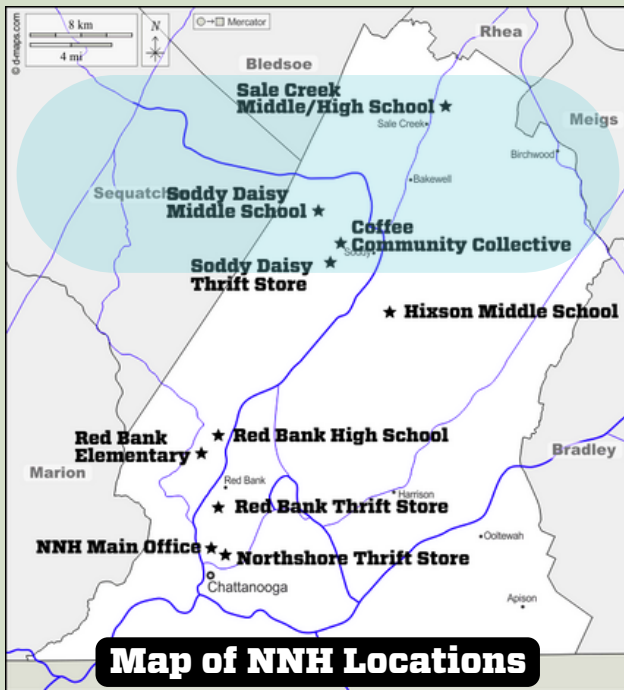 © d-maps.com
8 km
4 mi
N
Mercator
Rhea
Bledsoe
Sale Creek
Middle/High School
Sale Creek
Meigs
Birchwood
Bakewell
Soddy Daisy
Middle School
Coffee
Community Collective
Soddy
Soddy Daisy
Thrift Store
Hixson Middle School
Red Bank High School
Red Bank
Elementary
Bradley
Marion
Red Bank
Harrison
Red Bank Thrift Store
NNH Main Office
Northshore Thrift Store
Ooltewah
Chattanooga
Apison
Map of NNH Locations